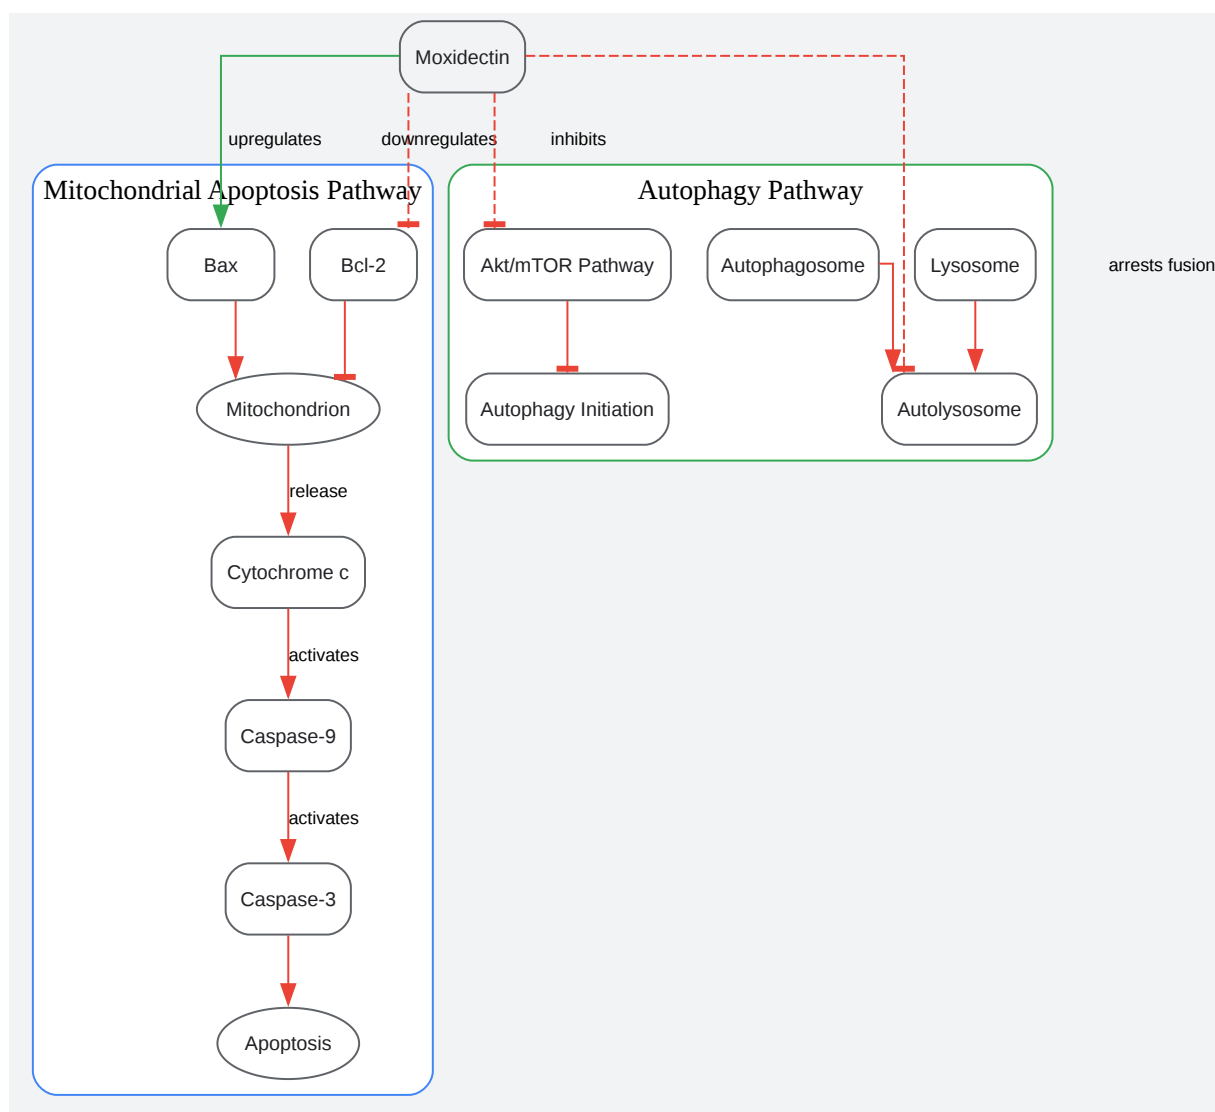 Moxidectin
upregulates
downregulates
inhibits
Mitochondrial Apoptosis Pathway
Autophagy Pathway
Bax
Bcl-2
Akt/mTOR Pathway
Autophagosome
Lysosome
arrests fusion
Mitochondrion
Autophagy Initiation
Autolysosome
release
Cytochrome c
activates
Caspase-9
activates
Caspase-3
Apoptosis